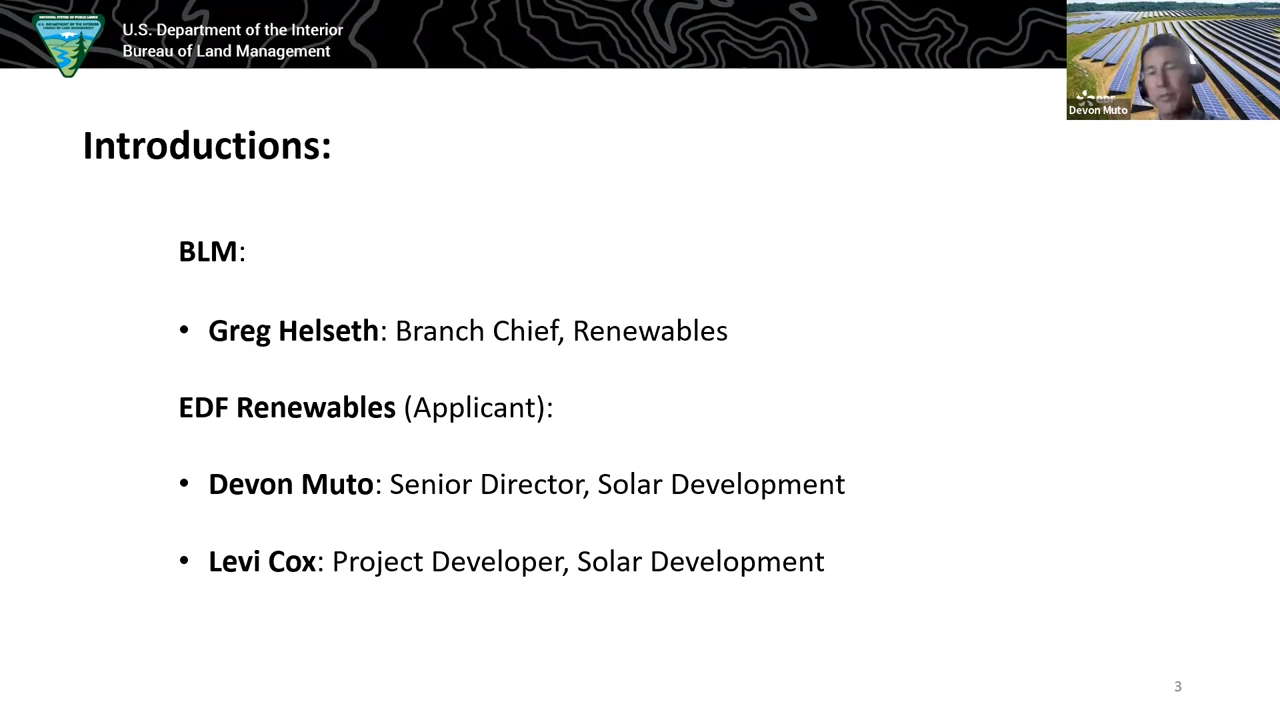 U.S. Department of the Interior
Bureau of Land Management
Devon Muto
Introductions:
BLM:
• Greg Helseth: Branch Chief, Renewables
EDF Renewables (Applicant):
• Devon Muto: Senior Director, Solar Development
• Levi Cox: Project Developer, Solar Development
3